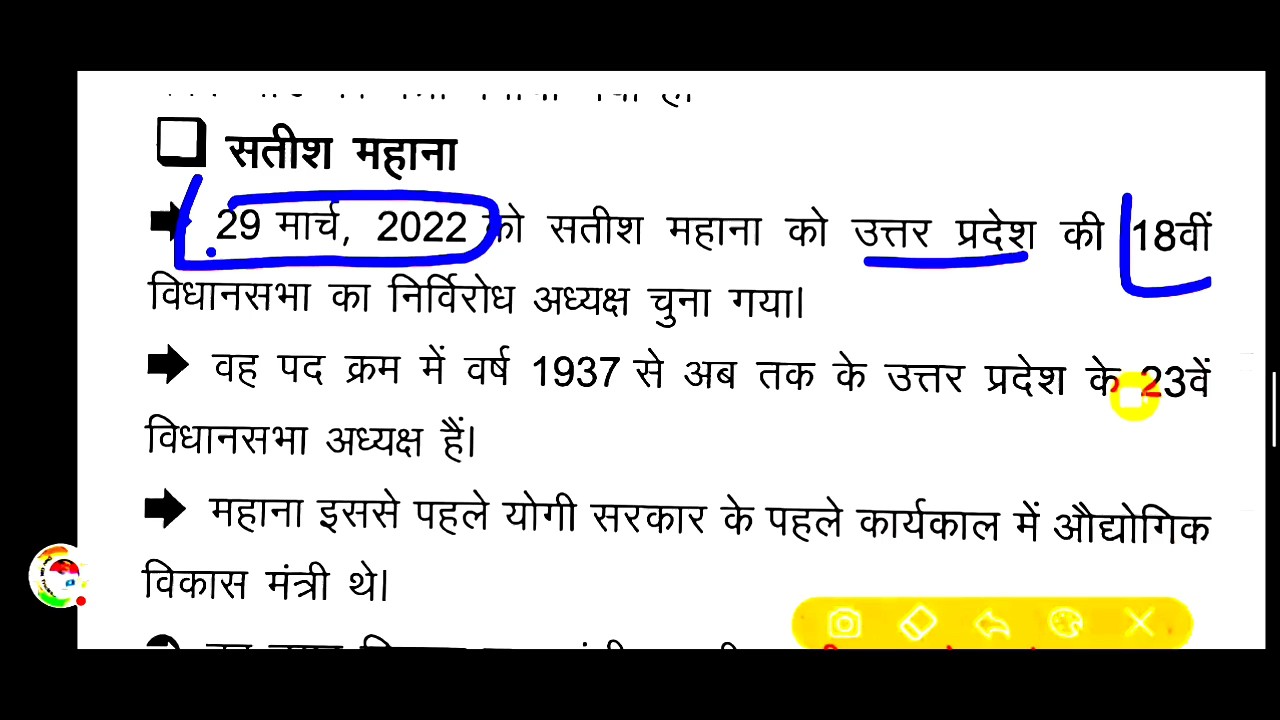 सतीश महाना
29 मार्च, 2022 को सतीश महाना को उत्तर प्रदेश की 18वीं
विधानसभा का निर्विरोध अध्यक्ष चुना गया।
वह पद क्रम में वर्ष 1937 से अब तक के उत्तर प्रदेश के 23वें
विधानसभा अध्यक्ष हैं।
महाना इससे पहले योगी सरकार के पहले कार्यकाल में औद्योगिक
विकास मंत्री थे।